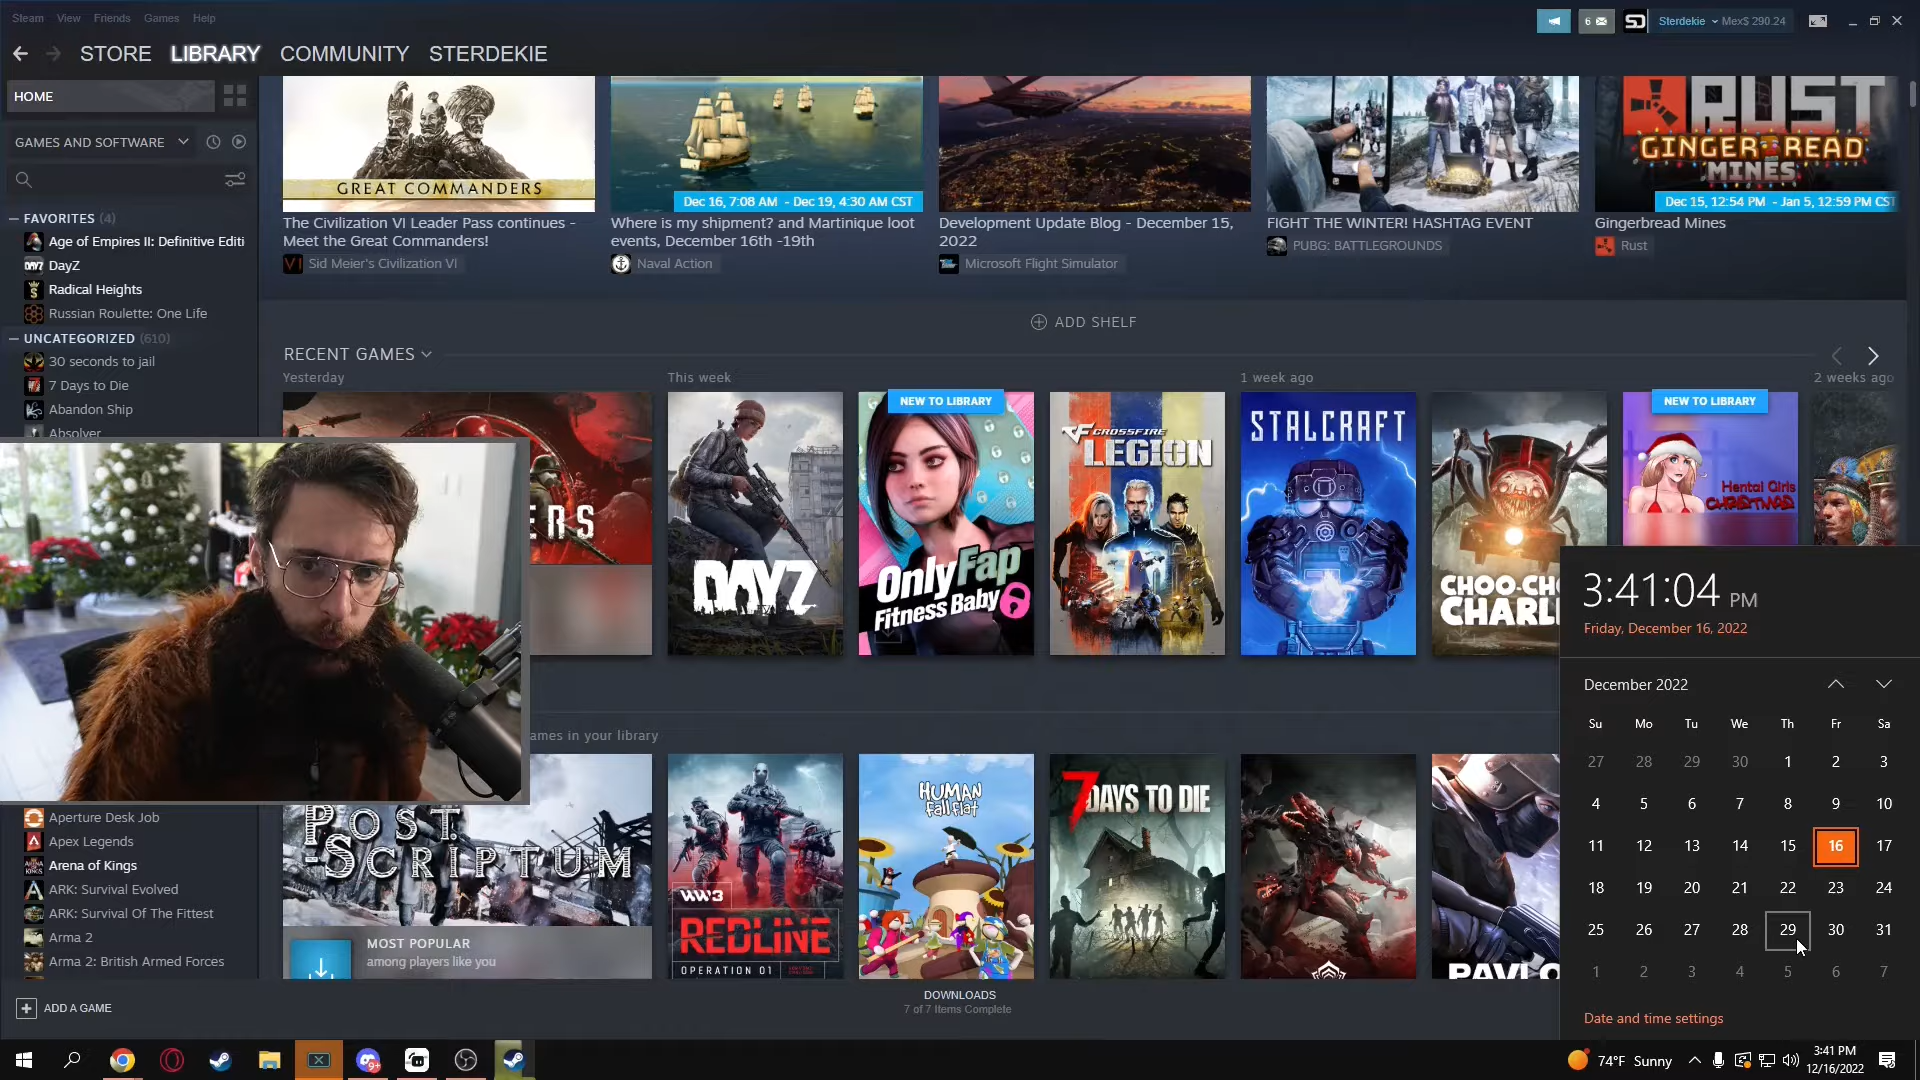 Steam View Friends Games Help
6
Sterdekie Mex$ 290.24
STORE LIBRARY COMMUNITY STERDEKIE
HOME
GAMES AND SOFTWARE
FAVORITES (4)
Age of Empires II: Definitive Editi
DayZ
Radical Heights
Russian Roulette: One Life
UNCATEGORIZED (610)
30 seconds to jail
7 Days to Die
Abandon Ship
Absolver
Aperture Desk Job
Apex Legends
Arena of Kings
ARK: Survival Evolved
ARK: Survival Of The Fittest
Arma 2
Arma 2: British Armed Forces
ADD A GAME
GREAT COMMANDERS
The Civilization VI Leader Pass continues -
Meet the Great Commanders!
VI Sid Meier's Civilization VI
Dec 16, 7:08 AM - Dec 19, 4:30 AM CST
Where is my shipment? and Martinique loot
events, December 16th -19th
Naval Action
Development Update Blog - December 15,
2022
Microsoft Flight Simulator
FIGHT THE WINTER! HASHTAG EVENT
PUBG: BATTLEGROUNDS
RUST
GINGERBREAD
MINES
Dec 15, 12:54 PM - Jan 5, 12:59 PM CST
Gingerbread Mines
Rust
ADD SHELF
RECENT GAMES
Yesterday
This week
1 week ago
2 weeks ago
ERS
DAYZ
NEW TO LIBRARY
OnlyFap
Fitness Baby
CROSSFIRE
LEGION
STALCRAFT
CHOO-CH
CHARL
NEW TO LIBRARY
Hentai Girls
CHRISTMAS
ames in your library
POST
-SCRIPTUM
MOST POPULAR
among players like you
WW3
REDLINE
OPERATION 01
HUMAN
fall flat
7 DAYS TO DIE
PAVLO
DOWNLOADS
7 of 7 Items Complete
3:41:04 PM
Friday, December 16, 2022
December 2022
Su Mo Tu We Th Fr Sa
27 28 29 30 1 2 3
4 5 6 7 8 9 10
11 12 13 14 15 16 17
18 19 20 21 22 23 24
25 26 27 28 29 30 31
1 2 3 4 5 6 7
Date and time settings
9+
74°F Sunny
3:41 PM
12/16/2022